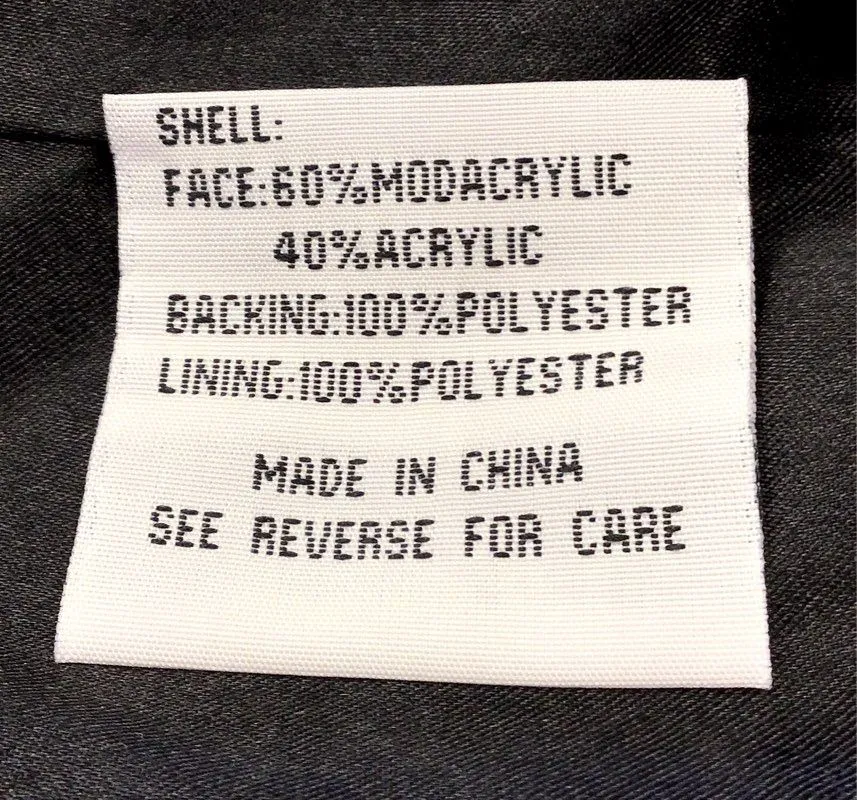 SHELL:
FACE:60%MODACRYLIC
40%ACRYLIC
BACKING:100%POLYESTER
LINING:100%POLYESTER
MADE IN CHINA
SEE REVERSE FOR CARE